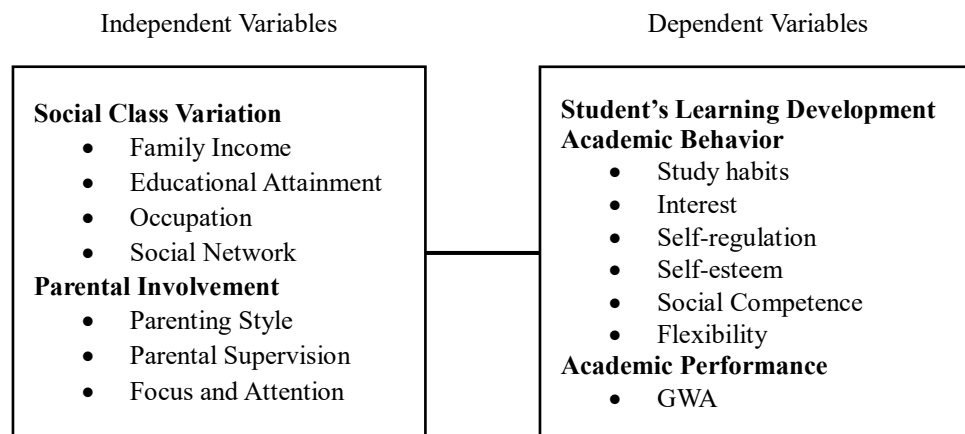 Independent Variables
Social Class Variation
• Family Income
• Educational Attainment
• Occupation
• Social Network
Parental Involvement
• Parenting Style
• Parental Supervision
• Focus and Attention
Dependent Variables
Student’s Learning Development
Academic Behavior
• Study habits
• Interest
• Self-regulation
• Self-esteem
• Social Competence
• Flexibility
Academic Performance
• GWA